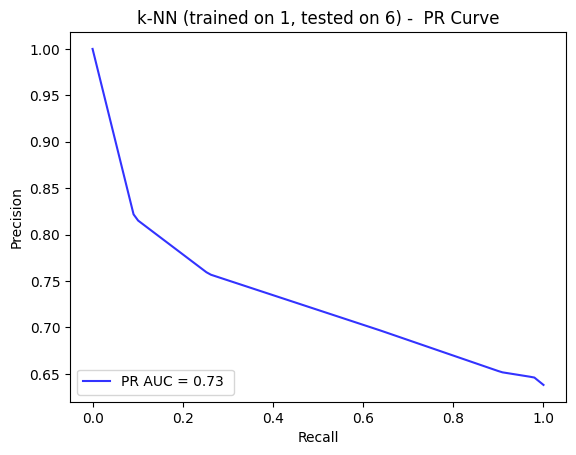 k-NN (trained on 1, tested on 6) -  PR Curve
1.00
0.95
0.90
0.85
0.80
0.75
0.70
0.65
Precision
PR AUC = 0.73
0.0 0.2 0.4 0.6 0.8 1.0
Recall